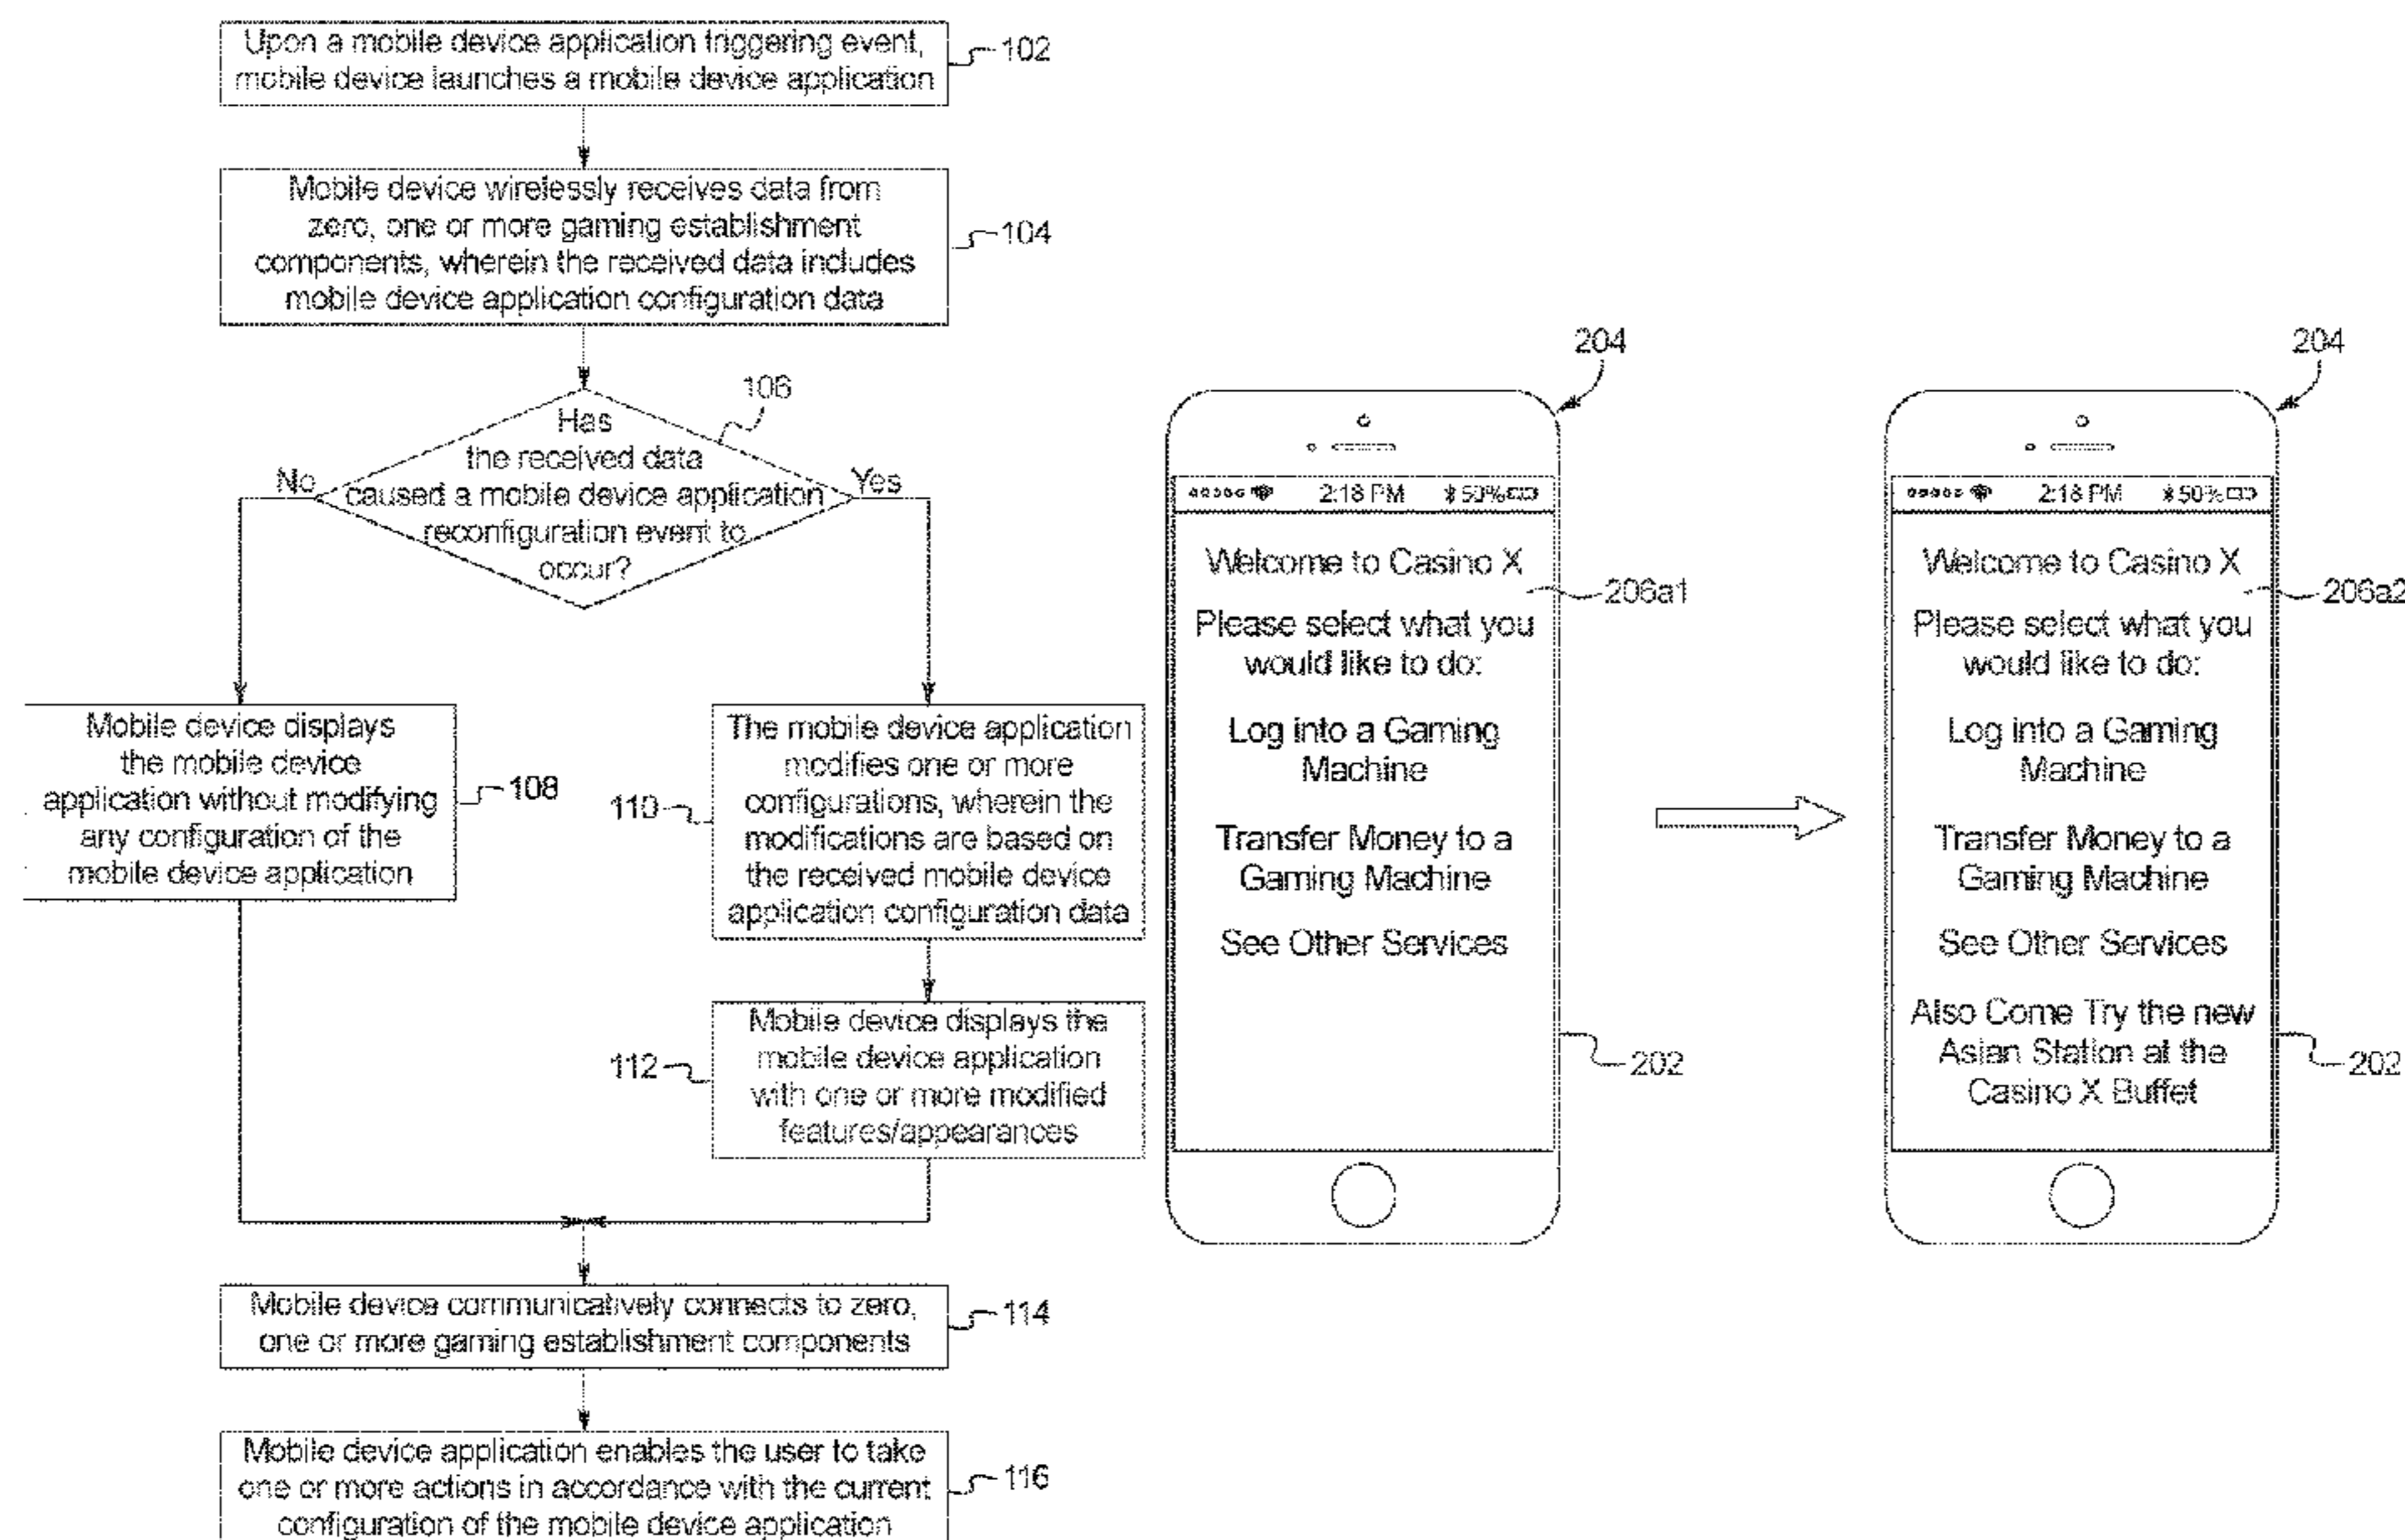 Upon a mobile device application triggering event,
mobile device launches a mobile device application
102
Mobile device wirelessly receives data from
zero, one or more gaming establishment
components, wherein the received data includes
mobile device application configuration data
104
106
Has
the received data
caused a mobile device application
reconfiguration event to
occur?
No
Yes
Mobile device displays
the mobile device
application without modifying
any configuration of the
mobile device application
108
The mobile device application
modifies one or more
configurations, wherein the
modifications are based on
the received mobile device
application configuration data
110
Mobile device displays the
mobile device application
with one or more modified
features/appearances
112
Mobile device communicatively connects to zero,
one or more gaming establishment components
114
Mobile device application enables the user to take
one or more actions in accordance with the current
configuration of the mobile device application
116
204
2:18 PM 50%
Welcome to Casino X
206a1
Please select what you
would like to do:
Log into a Gaming
Machine
Transfer Money to a
Gaming Machine
See Other Services
202
204
2:18 PM 50%
Welcome to Casino X
206a2
Please select what you
would like to do:
Log into a Gaming
Machine
Transfer Money to a
Gaming Machine
See Other Services
Also Come Try the new
Asian Station at the
Casino X Buffet
202